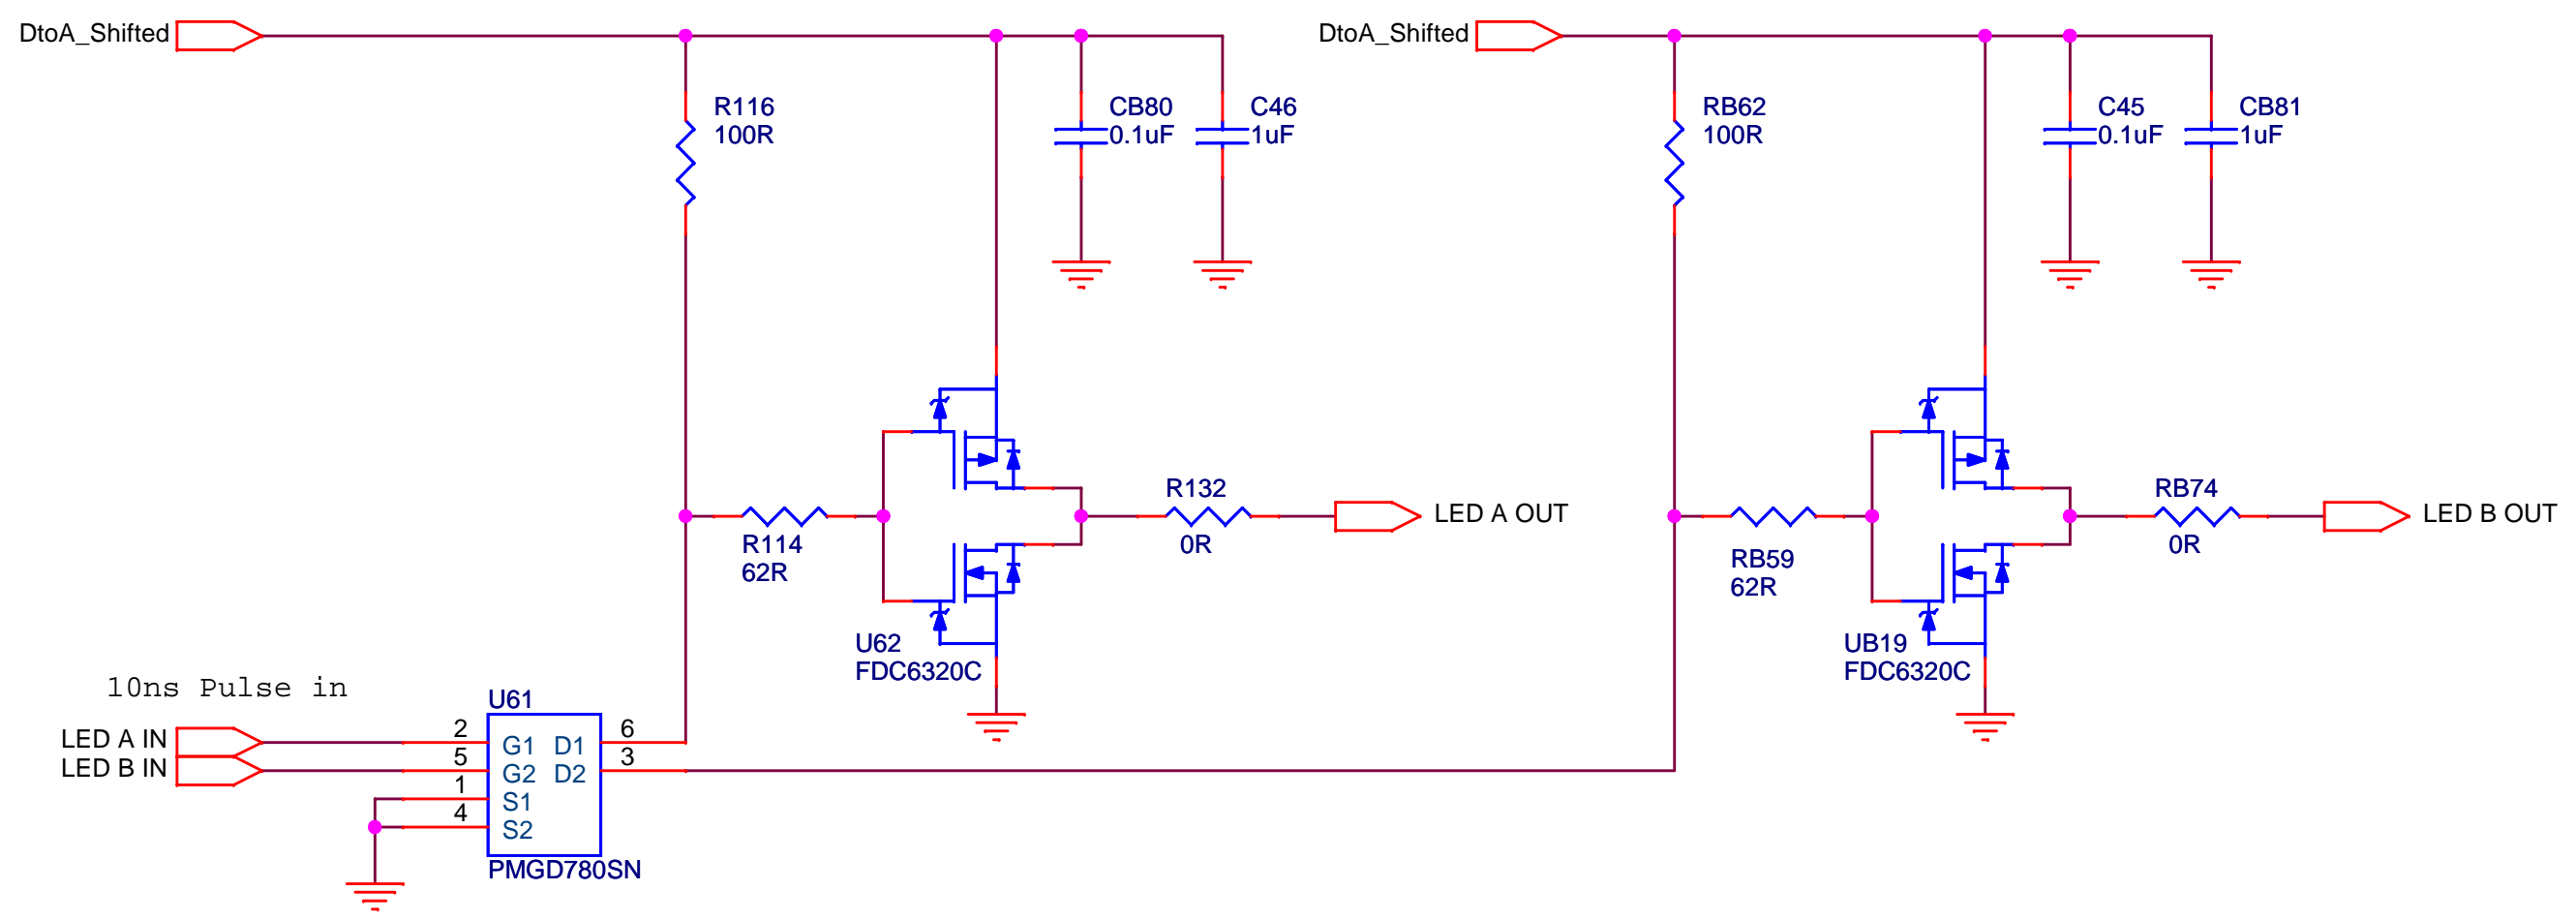 DtoA_Shifted
R116
100R
CB80
0.1uF
C46
1uF
R114
62R
R132
0R
LED A OUT
U62
FDC6320C
DtoA_Shifted
RB62
100R
C45
0.1uF
CB81
1uF
RB59
62R
RB74
0R
LED B OUT
UB19
FDC6320C
10ns Pulse in
LED A IN
LED B IN
U61
2 G1 D1 6
5 G2 D2 3
1 S1
4 S2
PMGD780SN